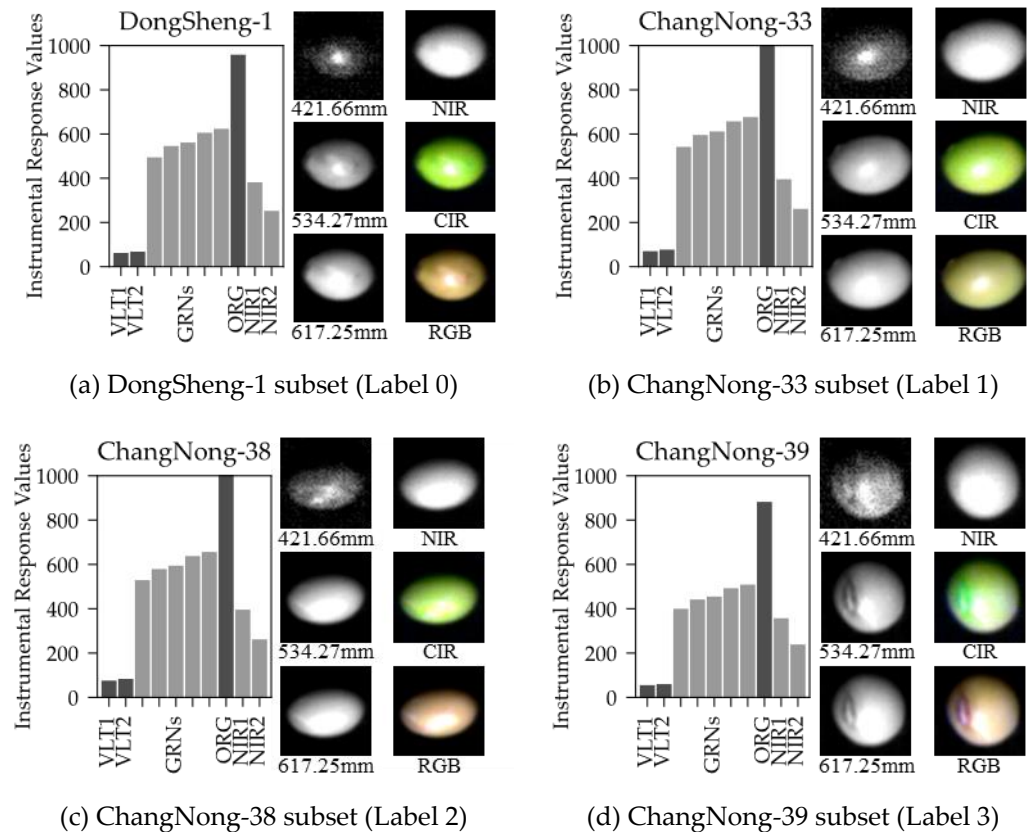 DongSheng-1
Instrumental Response Values
1000
800
600
400
200
0
VLT1
VLT2
GRNs
ORG
NIR1
NIR2
421.66mm
NIR
534.27mm
CIR
617.25mm
RGB
(a) DongSheng-1 subset (Label 0)
ChangNong-33
Instrumental Response Values
1000
800
600
400
200
0
VLT1
VLT2
GRNs
ORG
NIR1
NIR2
421.66mm
NIR
534.27mm
CIR
617.25mm
RGB
(b) ChangNong-33 subset (Label 1)
ChangNong-38
Instrumental Response Values
1000
800
600
400
200
0
VLT1
VLT2
GRNs
ORG
NIR1
NIR2
421.66mm
NIR
534.27mm
CIR
617.25mm
RGB
(c) ChangNong-38 subset (Label 2)
ChangNong-39
Instrumental Response Values
1000
800
600
400
200
0
VLT1
VLT2
GRNs
ORG
NIR1
NIR2
421.66mm
NIR
534.27mm
CIR
617.25mm
RGB
(d) ChangNong-39 subset (Label 3)